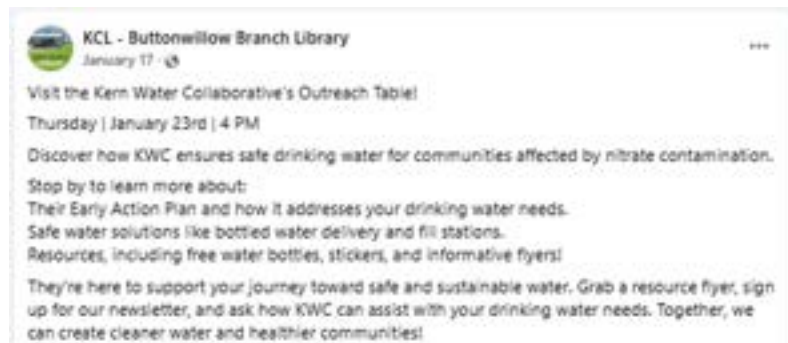 KCL - Buttonwillow Branch Library
January 17 ·
Visit the Kern Water Collaborative's Outreach Table!
Thursday | January 23rd | 4 PM
Discover how KWC ensures safe drinking water for communities affected by nitrate contamination.
Stop by to learn more about:
Their Early Action Plan and how it addresses your drinking water needs.
Safe water solutions like bottled water delivery and fill stations.
Resources, including free water bottles, stickers, and informative flyers!
They're here to support your journey toward safe and sustainable water. Grab a resource flyer, sign
up for our newsletter, and ask how KWC can assist with your drinking water needs. Together, we
can create cleaner water and healthier communities!